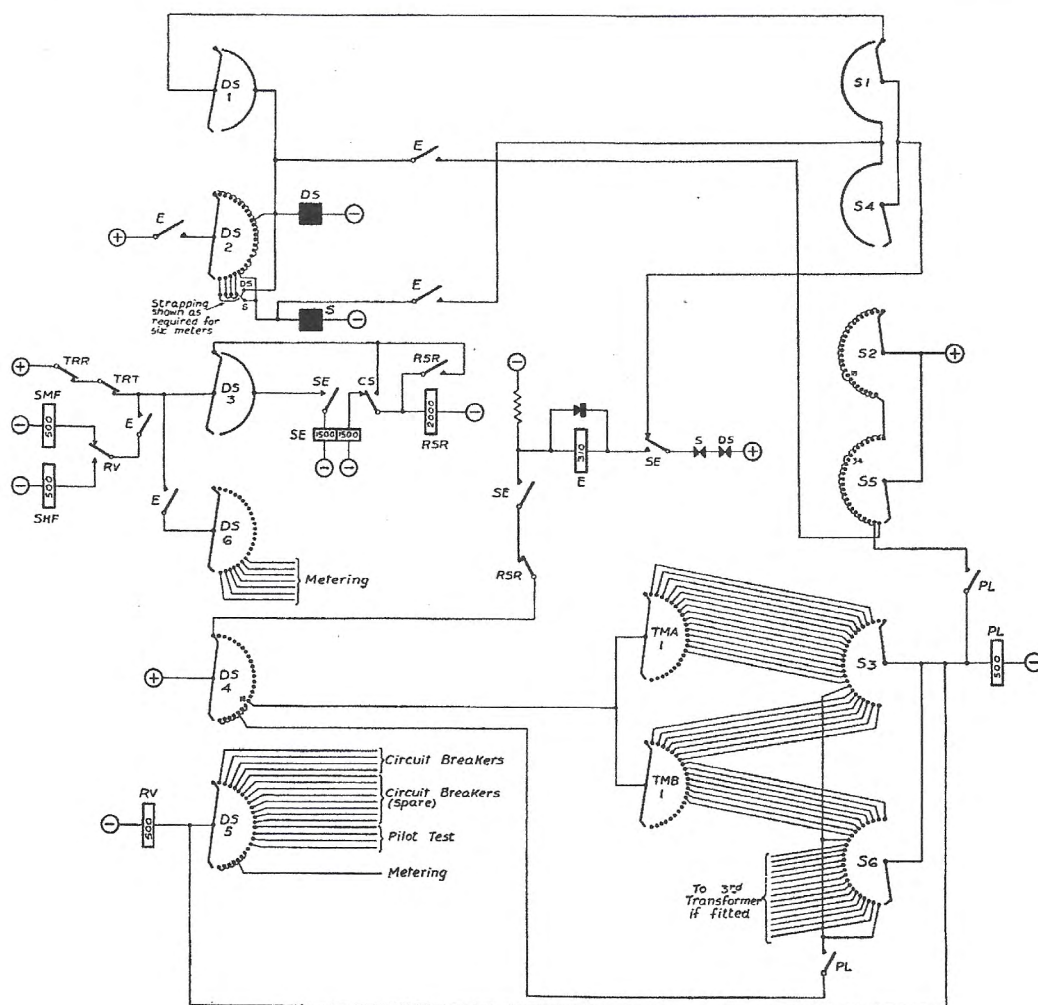 DS
1
S1
E
S4
DS
E
DS
2
DS
S
S
E
Strapping
shown as
required for
six meters
S2
15
TRR
TRT
RSR
SE
CS
DS
3
SMF
500
E
SE
1500
1500
2000
RSR
310
E
SE
S
DS
RV
500
SHF
34
S5
E
DS
6
SE
Metering
RSR
PL
TMA
1
S3
PL
500
DS
4
TMB
1
Circuit Breakers
Circuit Breakers
(spare)
RV
500
DS
5
Pilot Test
S6
Metering
To 3rd
Transformer
if fitted
PL